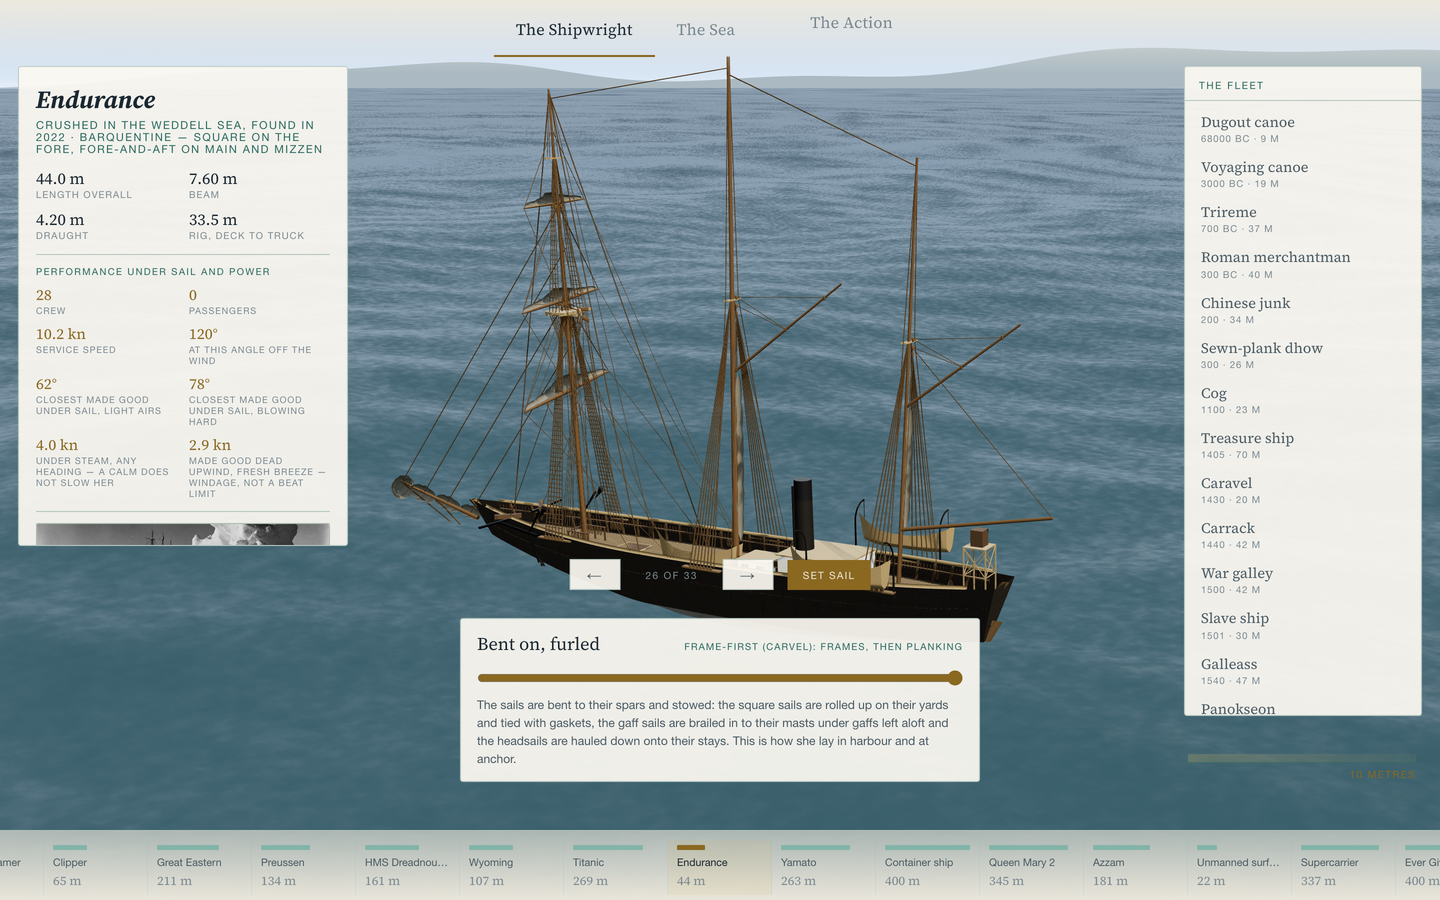 The Shipwright
The Sea
The Action
Endurance
CRUSHED IN THE WEDDELL SEA, FOUND IN
2022 · BARQUENTINE — SQUARE ON THE
FORE, FORE-AND-AFT ON MAIN AND MIZZEN
44.0 m
LENGTH OVERALL
7.60 m
BEAM
4.20 m
DRAUGHT
33.5 m
RIG, DECK TO TRUCK
PERFORMANCE UNDER SAIL AND POWER
28
CREW
0
PASSENGERS
10.2 kn
SERVICE SPEED
120°
AT THIS ANGLE OFF THE
WIND
62°
CLOSEST MADE GOOD
UNDER SAIL, LIGHT AIRS
78°
CLOSEST MADE GOOD
UNDER SAIL, BLOWING
HARD
4.0 kn
UNDER STEAM, ANY
HEADING — A CALM DOES
NOT SLOW HER
2.9 kn
MADE GOOD DEAD
UPWIND, FRESH BREEZE —
WINDAGE, NOT A BEAT
LIMIT
THE FLEET
Dugout canoe
68000 BC · 9 M
Voyaging canoe
3000 BC · 19 M
Trireme
700 BC · 37 M
Roman merchantman
300 BC · 40 M
Chinese junk
200 · 34 M
Sewn-plank dhow
300 · 26 M
Cog
1100 · 23 M
Treasure ship
1405 · 70 M
Caravel
1430 · 20 M
Carrack
1440 · 42 M
War galley
1500 · 42 M
Slave ship
1501 · 30 M
Galleass
1540 · 47 M
Panokseon
10 METRES
←
26 OF 33
→
SET SAIL
Bent on, furled
FRAME-FIRST (CARVEL): FRAMES, THEN PLANKING
The sails are bent to their spars and stowed: the square sails are rolled up on their yards
and tied with gaskets, the gaff sails are brailed in to their masts under gaffs left aloft and
the headsails are hauled down onto their stays. This is how she lay in harbour and at
anchor.
amer
Clipper
65 m
Great Eastern
211 m
Preussen
134 m
HMS Dreadnou…
161 m
Wyoming
107 m
Titanic
269 m
Endurance
44 m
Yamato
263 m
Container ship
400 m
Queen Mary 2
345 m
Azzam
181 m
Unmanned surf…
22 m
Supercarrier
337 m
Ever Gi
400 m